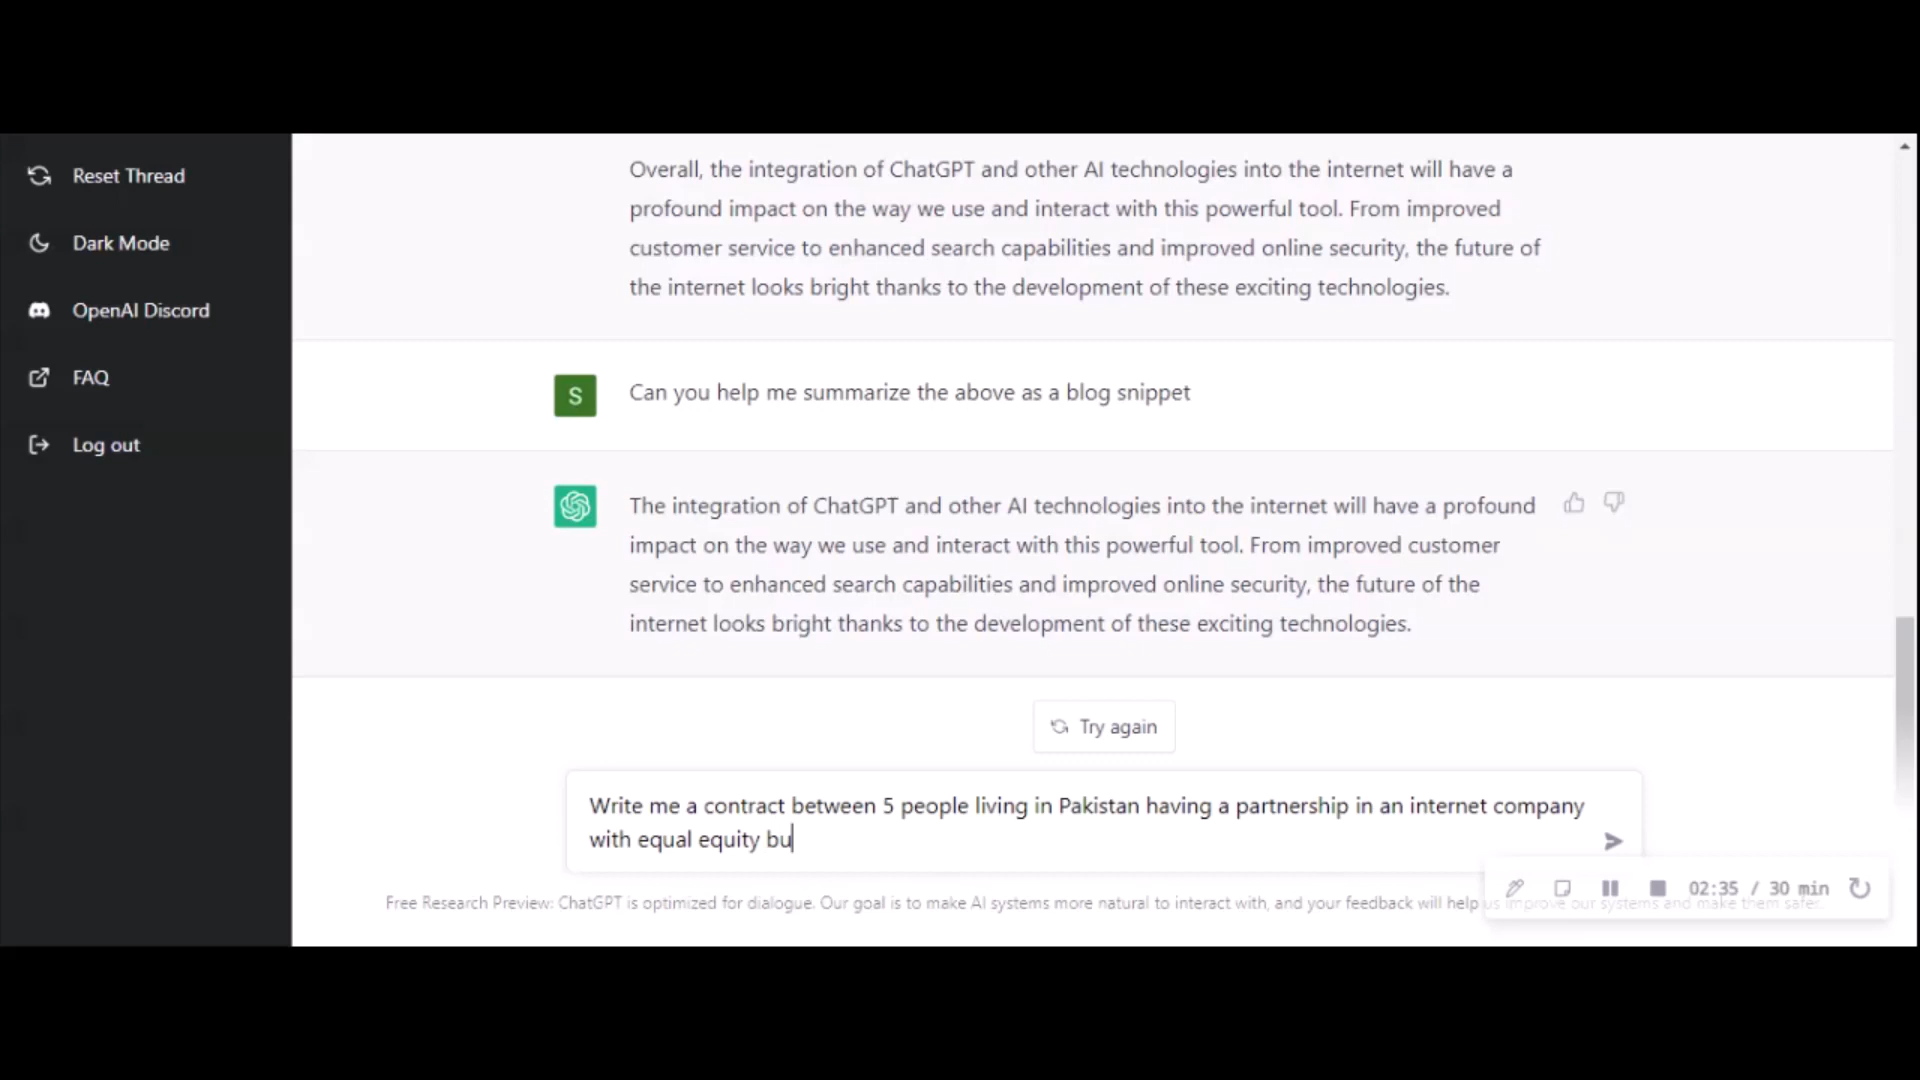 Reset Thread
Dark Mode
OpenAI Discord
FAQ
Log out
Overall, the integration of ChatGPT and other AI technologies into the internet will have a
profound impact on the way we use and interact with this powerful tool. From improved
customer service to enhanced search capabilities and improved online security, the future of
the internet looks bright thanks to the development of these exciting technologies.
S
Can you help me summarize the above as a blog snippet
The integration of ChatGPT and other AI technologies into the internet will have a profound
impact on the way we use and interact with this powerful tool. From improved customer
service to enhanced search capabilities and improved online security, the future of the
internet looks bright thanks to the development of these exciting technologies.
Try again
Write me a contract between 5 people living in Pakistan having a partnership in an internet company
with equal equity bu
02:35 / 30 min
Free Research Preview: ChatGPT is optimized for dialogue. Our goal is to make AI systems more natural to interact with, and your feedback will help us improve our systems and make them safer.